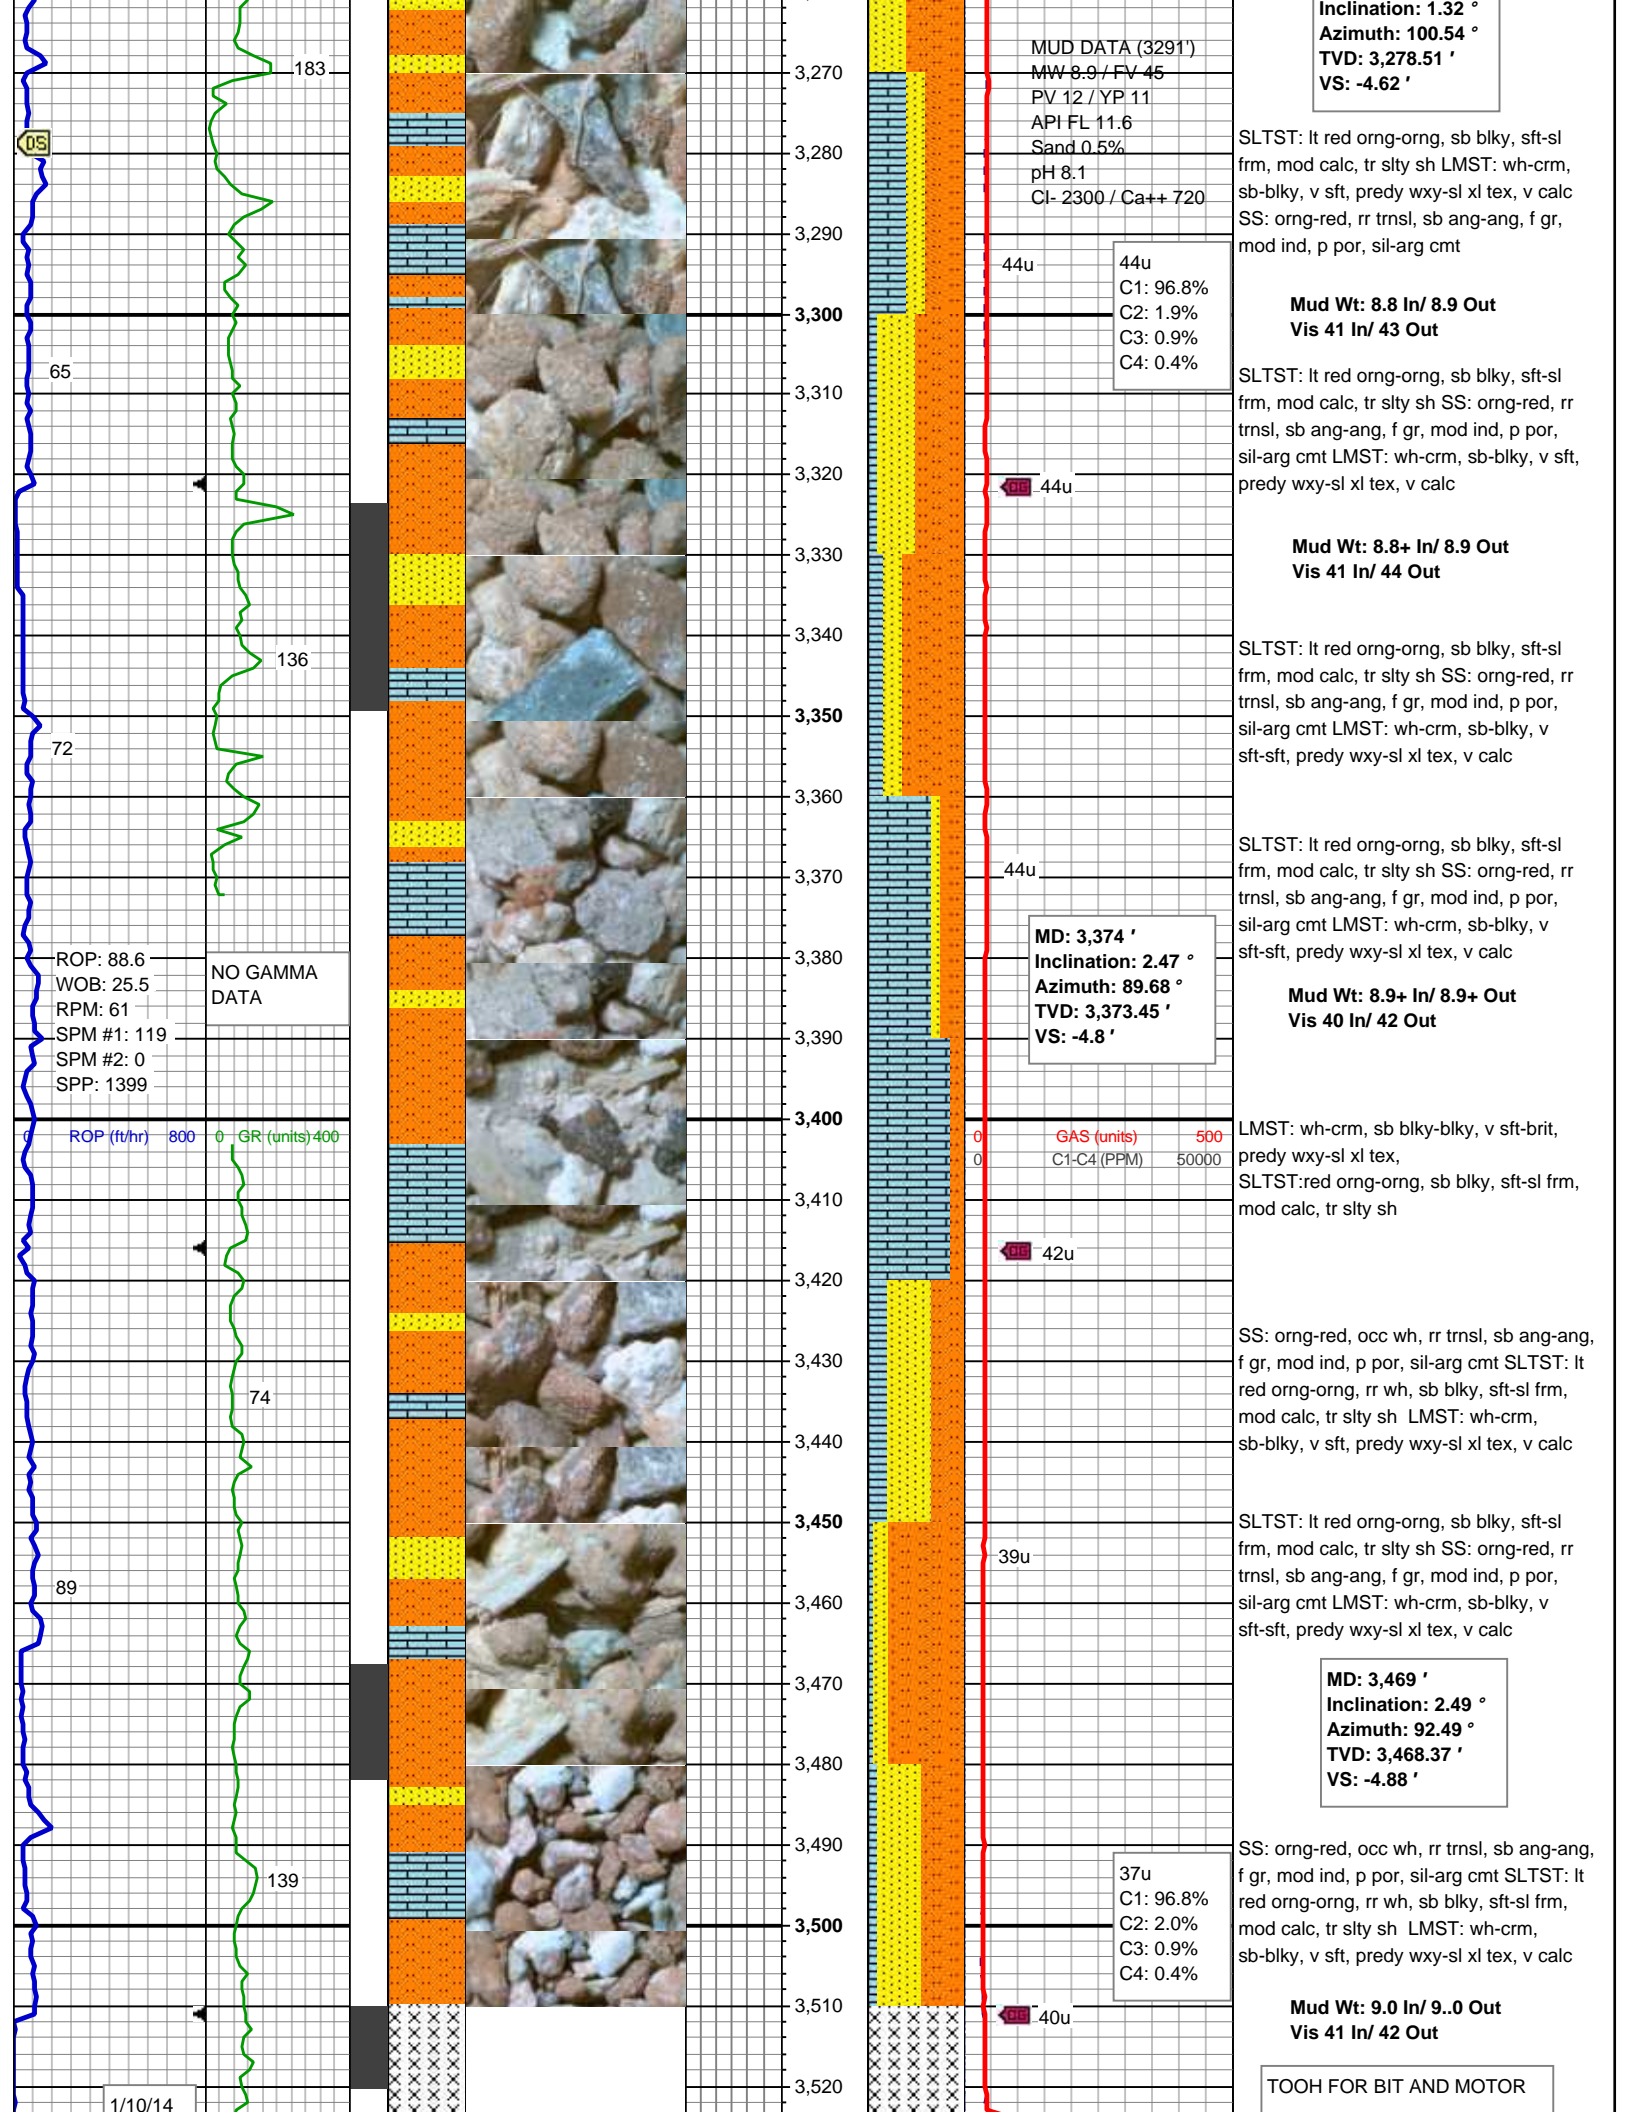 Inclination: 1.32 °
Azimuth: 100.54 °
TVD: 3,278.51 '
VS: -4.62 '
183
MUD DATA (3291')
MW 8.9 / FV 45
PV 12 / YP 11
API FL 11.6
Sand 0.5%
pH 8.1
Cl- 2300 / Ca++ 720
3,270
DS
3,280
SLTST: lt red orng-orng, sb blky, sft-sl
frm, mod calc, tr slty sh LMST: wh-crm,
sb-blky, v sft, predy wxy-sl xl tex, v calc
SS: orng-red, rr trnsl, sb ang-ang, f gr,
mod ind, p por, sil-arg cmt
3,290
44u
44u
C1: 96.8%
C2: 1.9%
C3: 0.9%
C4: 0.4%
Mud Wt: 8.8 In/ 8.9 Out
Vis 41 In/ 43 Out
3,300
65
3,310
SLTST: lt red orng-orng, sb blky, sft-sl
frm, mod calc, tr slty sh SS: orng-red, rr
trnsl, sb ang-ang, f gr, mod ind, p por,
sil-arg cmt LMST: wh-crm, sb-blky, v sft,
predy wxy-sl xl tex, v calc
3,320
CG 44u
3,330
Mud Wt: 8.8+ In/ 8.9 Out
Vis 41 In/ 44 Out
3,340
136
SLTST: lt red orng-orng, sb blky, sft-sl
frm, mod calc, tr slty sh SS: orng-red, rr
trnsl, sb ang-ang, f gr, mod ind, p por,
sil-arg cmt LMST: wh-crm, sb-blky, v
sft-sft, predy wxy-sl xl tex, v calc
3,350
72
3,360
SLTST: lt red orng-orng, sb blky, sft-sl
frm, mod calc, tr slty sh SS: orng-red, rr
trnsl, sb ang-ang, f gr, mod ind, p por,
sil-arg cmt LMST: wh-crm, sb-blky, v
sft-sft, predy wxy-sl xl tex, v calc
3,370
44u
MD: 3,374 '
Inclination: 2.47 °
Azimuth: 89.68 °
TVD: 3,373.45 '
VS: -4.8 '
3,380
ROP: 88.6
WOB: 25.5
RPM: 61
SPM #1: 119
SPM #2: 0
SPP: 1399
NO GAMMA
DATA
Mud Wt: 8.9+ In/ 8.9+ Out
Vis 40 In/ 42 Out
3,390
3,400
0 ROP (ft/hr) 800 0 GR (units) 400
0 GAS (units) 500
0 C1-C4 (PPM) 50000
LMST: wh-crm, sb blky-blky, v sft-brit,
predy wxy-sl xl tex,
SLTST:red orng-orng, sb blky, sft-sl frm,
mod calc, tr slty sh
3,410
CG 42u
3,420
3,430
SS: orng-red, occ wh, rr trnsl, sb ang-ang,
f gr, mod ind, p por, sil-arg cmt SLTST: lt
red orng-orng, rr wh, sb blky, sft-sl frm,
mod calc, tr slty sh  LMST: wh-crm,
sb-blky, v sft, predy wxy-sl xl tex, v calc
74
3,440
3,450
39u
SLTST: lt red orng-orng, sb blky, sft-sl
frm, mod calc, tr slty sh SS: orng-red, rr
trnsl, sb ang-ang, f gr, mod ind, p por,
sil-arg cmt LMST: wh-crm, sb-blky, v
sft-sft, predy wxy-sl xl tex, v calc
89
3,460
3,470
MD: 3,469 '
Inclination: 2.49 °
Azimuth: 92.49 °
TVD: 3,468.37 '
VS: -4.88 '
3,480
3,490
139
37u
C1: 96.8%
C2: 2.0%
C3: 0.9%
C4: 0.4%
SS: orng-red, occ wh, rr trnsl, sb ang-ang,
f gr, mod ind, p por, sil-arg cmt SLTST: lt
red orng-orng, rr wh, sb blky, sft-sl frm,
mod calc, tr slty sh  LMST: wh-crm,
sb-blky, v sft, predy wxy-sl xl tex, v calc
3,500
3,510
CG 40u
Mud Wt: 9.0 In/ 9..0 Out
Vis 41 In/ 42 Out
3,520
1/10/14
TOOH FOR BIT AND MOTOR